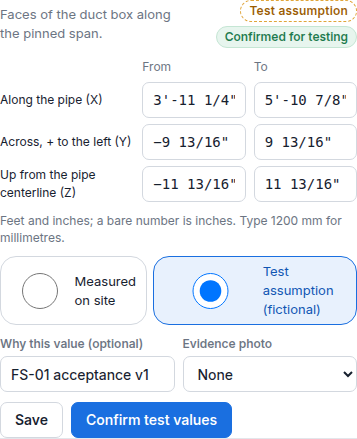 Faces of the duct box along
the pinned span.
Test assumption
Confirmed for testing
From To
Along the pipe (X) 3'-11 1/4" 5'-10 7/8"
Across, + to the left (Y) −9 13/16" 9 13/16"
Up from the pipe
centerline (Z) −11 13/16" 11 13/16"
Feet and inches; a bare number is inches. Type 1200 mm for
millimetres.
Measured
on site
Test
assumption
(fictional)
Why this value (optional) Evidence photo
FS-01 acceptance v1 None
Save Confirm test values